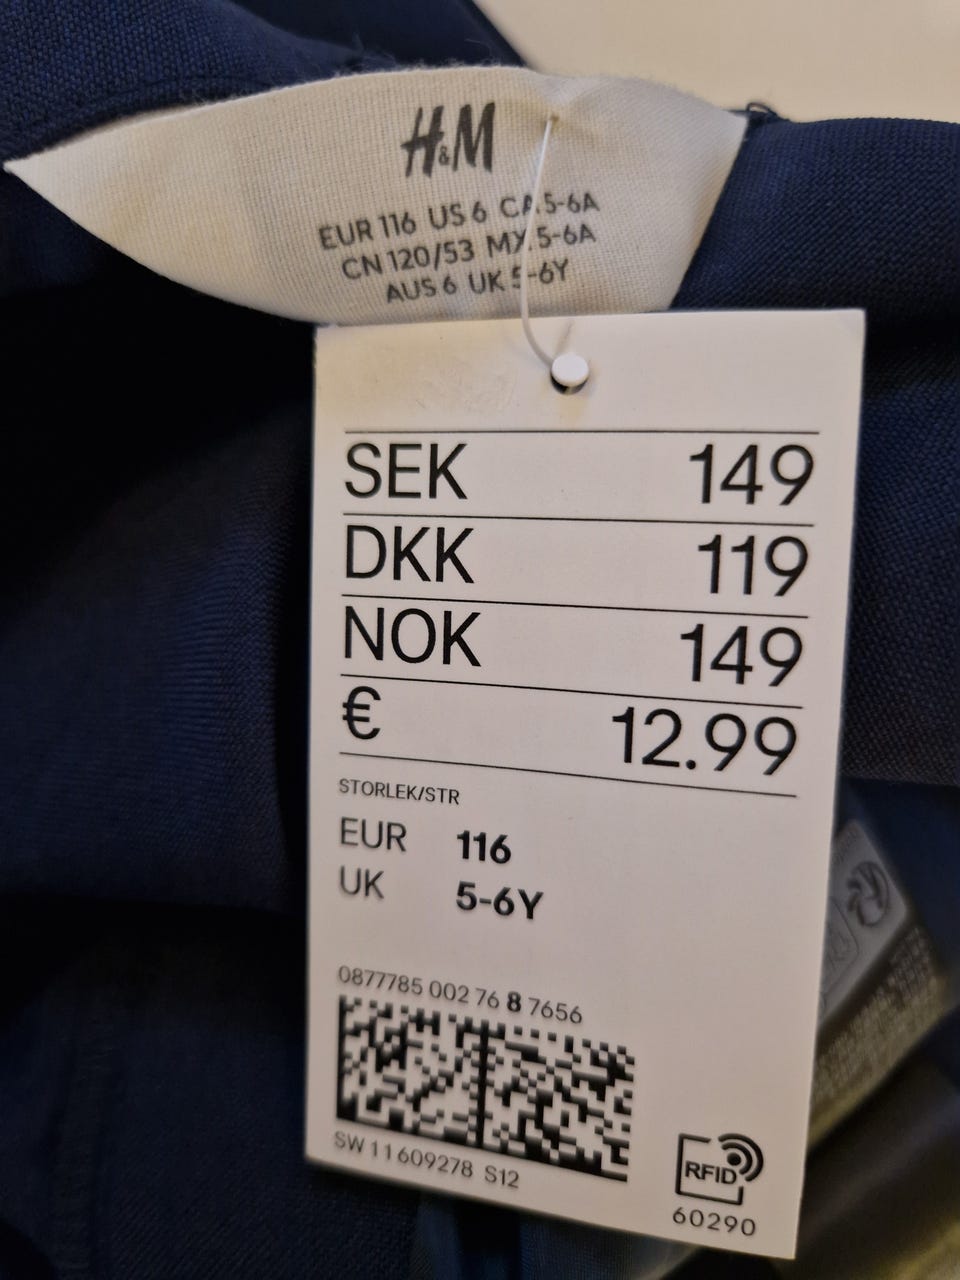 H&M
EUR 116 US 6 CA 5-6A
CN 120/53 MX 5-6A
AUS 6 UK 5-6Y
SEK 149
DKK 119
NOK 149
€ 12.99
STORLEK/STR
EUR 116
UK 5-6Y
0877785 002 76 8 7656
SW 11609278 S12
RFID
60290